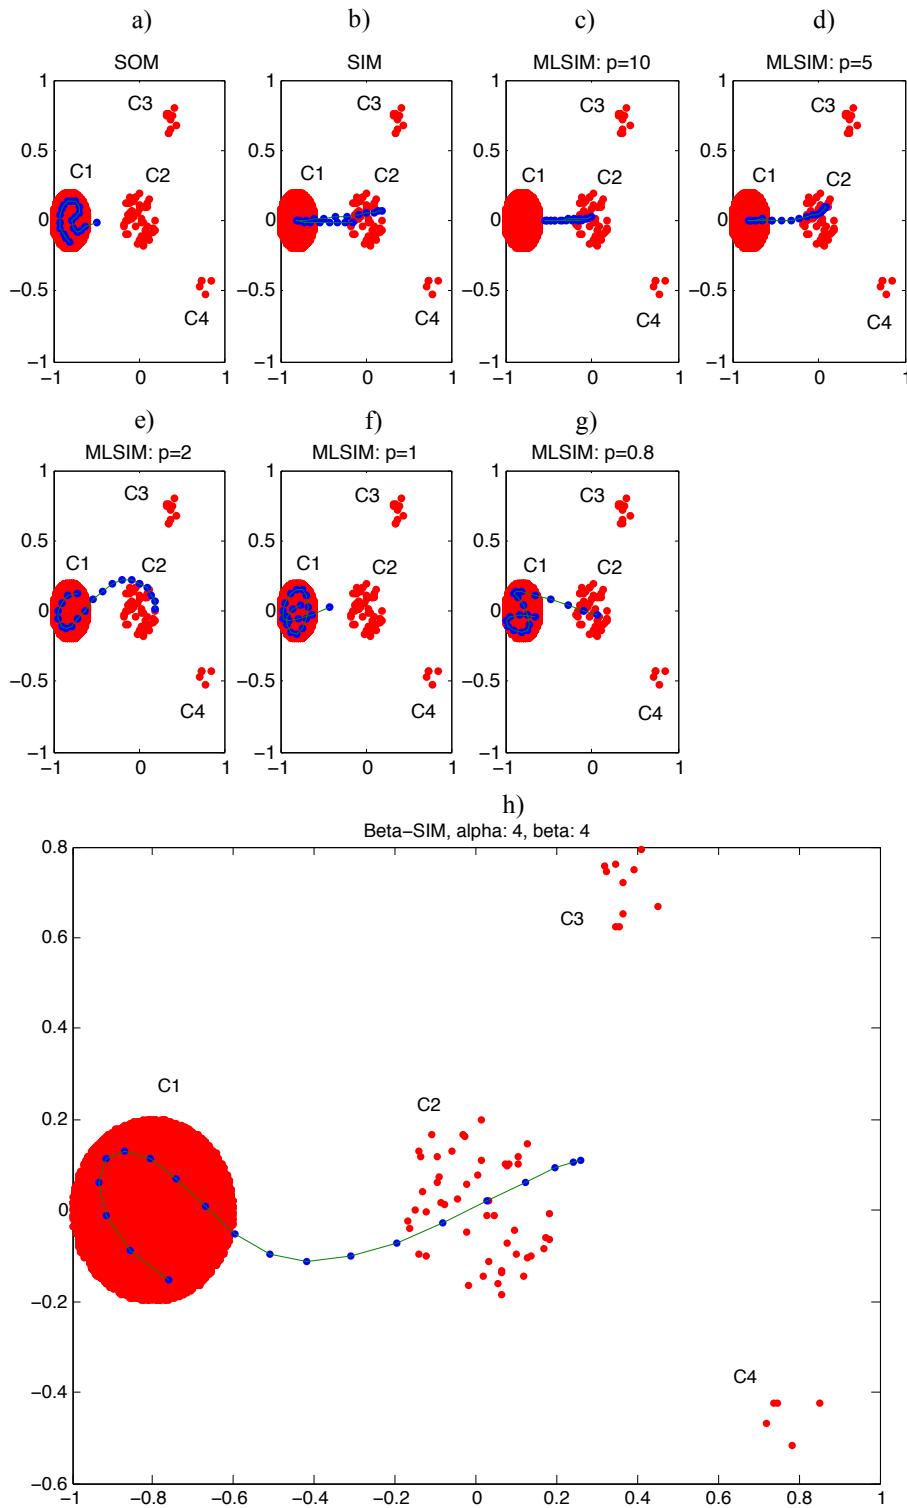 a) b) c) d)
SOM SIM MLSIM: p=10 MLSIM: p=5
1 1 1 1
C3 C3 C3 C3
0.5 0.5 0.5 0.5
C1 C2 C1 C2 C1 C2 C1 C2
0 0 0 0
−0.5 −0.5 −0.5 −0.5
C4 C4 C4 C4
−1 −1 −1 −1
−1 0 1 −1 0 1 −1 0 1 −1 0 1
e) f) g)
MLSIM: p=2 MLSIM: p=1 MLSIM: p=0.8
1 1 1
C3 C3 C3
0.5 0.5 0.5
C1 C2 C1 C2 C1 C2
0 0 0
−0.5 −0.5 −0.5
C4 C4 C4
−1 −1 −1
−1 0 1 −1 0 1 −1 0 1
h)
Beta−SIM, alpha: 4, beta: 4
0.8
C3
0.6
0.4
C1
0.2
C2
0
−0.2
C4
−0.4
−0.6
−1 −0.8 −0.6 −0.4 −0.2 0 0.2 0.4 0.6 0.8 1